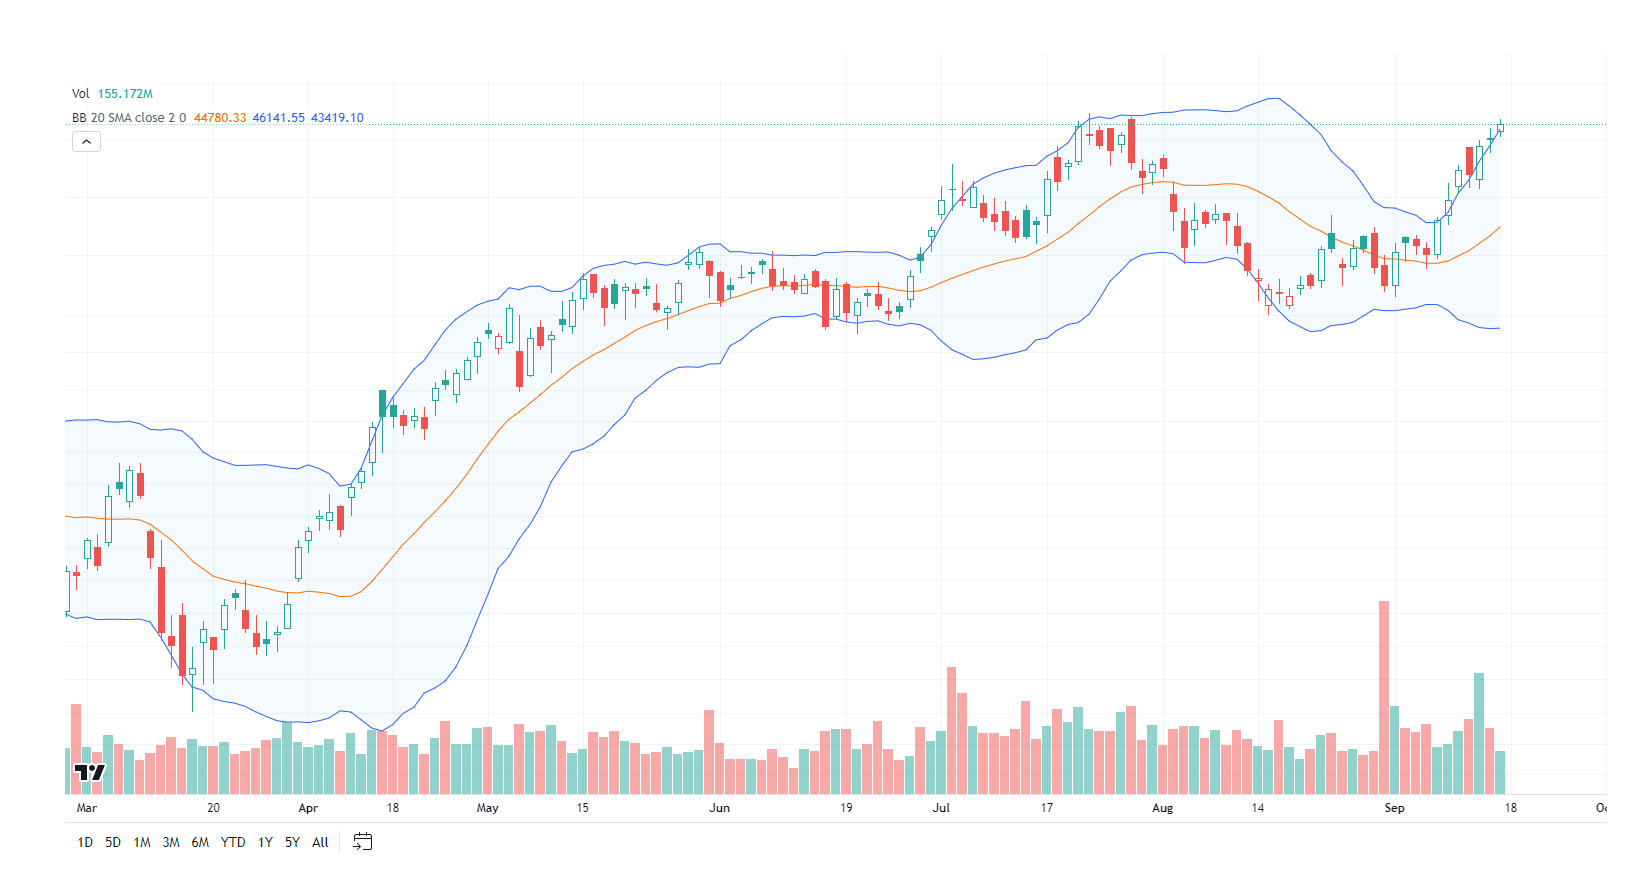 Vol 155.172M
BB 20 SMA close 2 0 44780.33 46141.55 43419.10
Mar 20 Apr 18 May 15 Jun 19 Jul 17 Aug 14 Sep 18
1D 5D 1M 3M 6M YTD 1Y 5Y All